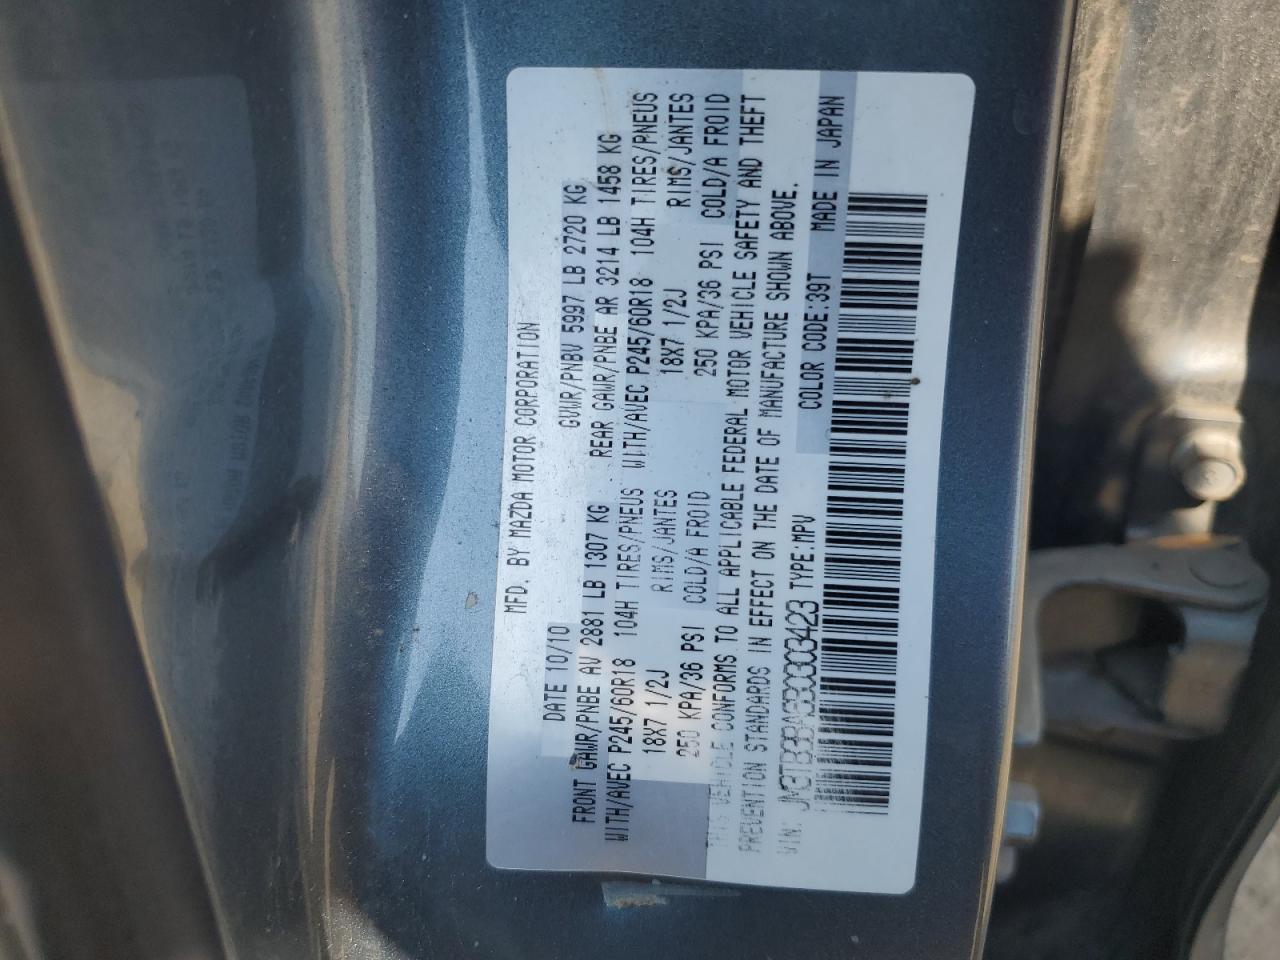 MFD. BY MAZDA MOTOR CORPORATION
DATE 10/10 GVWR/PNBV 5997 LB 2720 KG
FRONT GAWR/PNBE AV 2881 LB 1307 KG REAR GAWR/PNBE AR 3214 LB 1458 KG
WITH/AVEC P245/60R18 104H TIRES/PNEUS WITH/AVEC P245/60R18 104H TIRES/PNEUS
18X7 1/2J RIMS/JANTES 18X7 1/2J RIMS/JANTES
250 KPA/36 PSI COLD/A FROID 250 KPA/36 PSI COLD/A FROID
THIS VEHICLE CONFORMS TO ALL APPLICABLE FEDERAL MOTOR VEHICLE SAFETY AND THEFT
PREVENTION STANDARDS IN EFFECT ON THE DATE OF MANUFACTURE SHOWN ABOVE.
VIN: JM3TB3BA3B0303423 TYPE:MPV COLOR CODE:39T MADE IN JAPAN